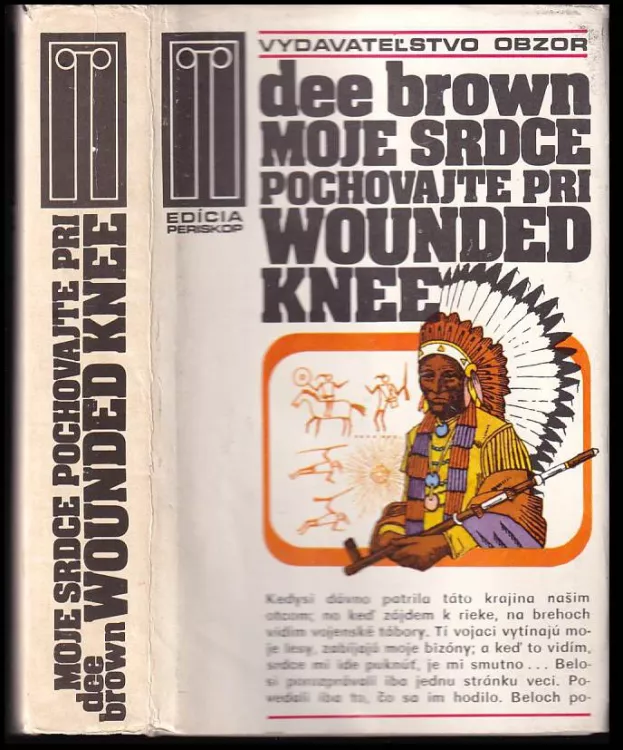 MOJE SRDCE POCHOVAJTE PRI
dee
brown WOUNDED KNEE
EDÍCIA
PERISKOP
VYDAVATEĽSTVO OBZOR
dee brown
MOJE SRDCE
POCHOVAJTE PRI
WOUNDED
KNEE
Kedysi dávno patrila táto krajina našim
otcom; no keď zájdem k rieke, na brehoch
vidím vojenské tábory. Tí vojaci vytínajú mo-
je lesy, zabíjajú moje bizóny; a keď to vidím,
srdce mi ide puknúť, je mi smutno... Belo-
si porozprávali iba jednu stránku veci. Po-
vedali iba to, čo sa im hodilo. Beloch po-